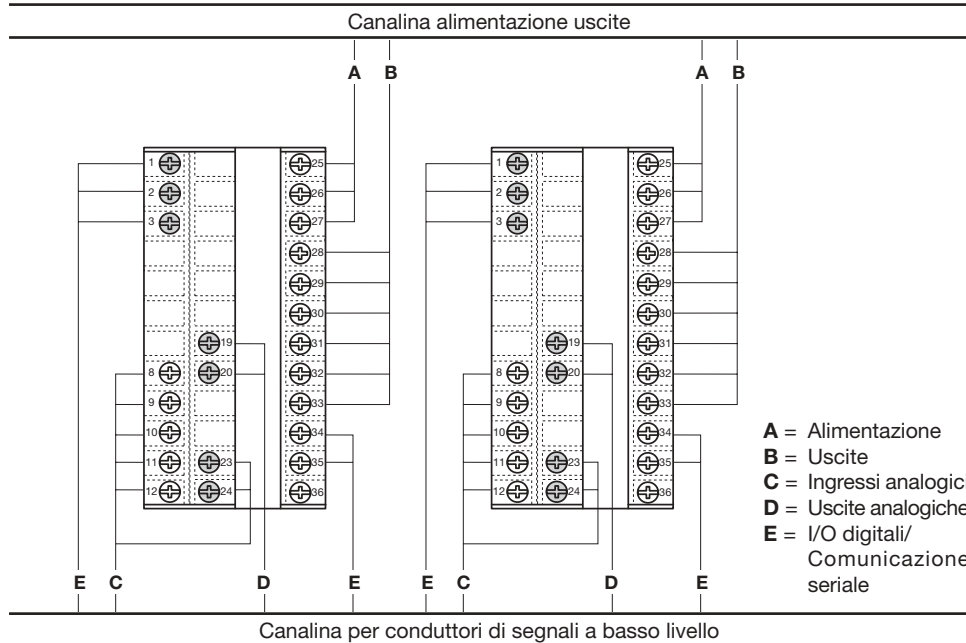 Canalina alimentazione uscite
A B A B
1 25 1 25
2 26 2 26
3 27 3 27
28 28
29 29
30 30
19 31 19 31
8 20 32 8 20 32
9 33 9 33
10 34 10 34
11 23 35 11 23 35
12 24 36 12 24 36
A = Alimentazione
B = Uscite
C = Ingressi analogici
D = Uscite analogiche
E = I/O digitali/
Comunicazione
seriale
E C D E E C D E
Canalina per conduttori di segnali a basso livello